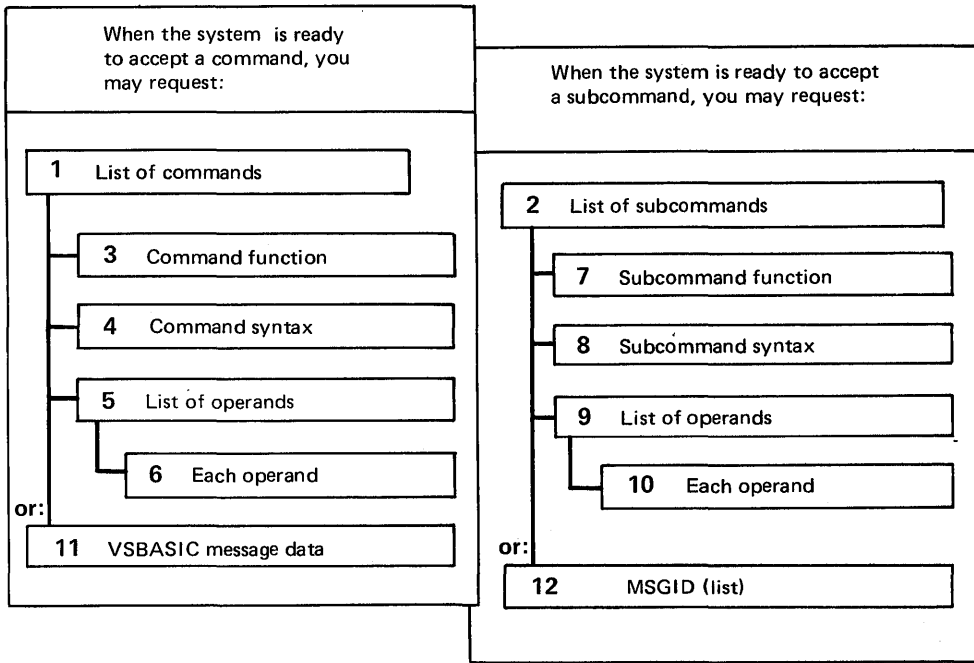 When the system is ready
to accept a command, you
may request:
1 List of commands
3 Command function
4 Command syntax
5 List of operands
6 Each operand
or:
11 VSBASIC message data
When the system is ready to accept
a subcommand, you may request:
2 List of subcommands
7 Subcommand function
8 Subcommand syntax
9 List of operands
10 Each operand
or:
12 MSGID (list)